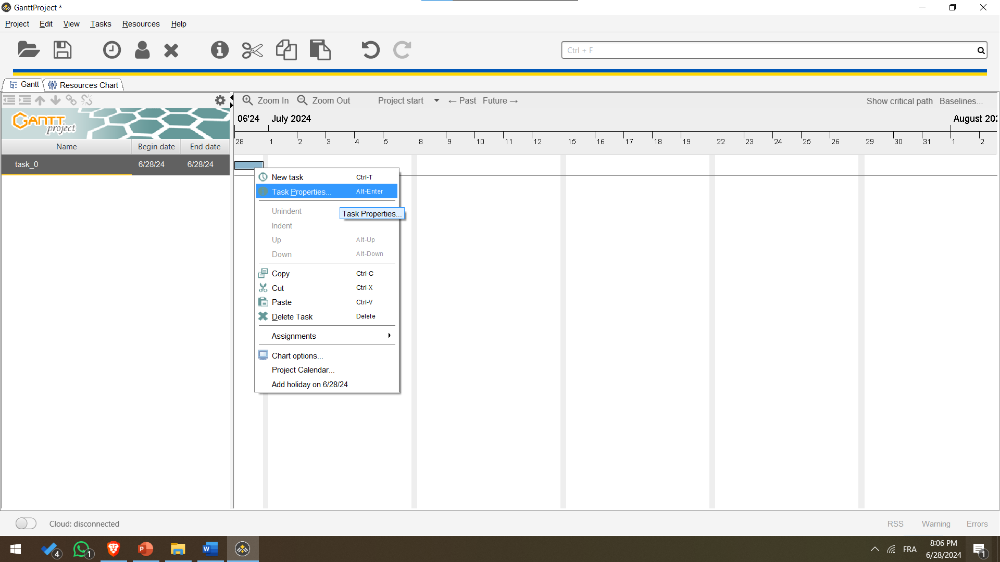 GanttProject *
Project Edit View Tasks Resources Help
Ctrl + F
Gantt Resources Chart
Zoom In Zoom Out Project start ← Past Future → Show critical path Baselines...
GANTT project
06'24 July 2024 August 202
28 1 2 3 4 5 8 9 10 11 12 15 16 17 18 19 22 23 24 25 26 29 30 31 1 2
Name Begin date End date
task_0 6/28/24 6/28/24
New task Ctrl-T
Task Properties... Alt-Enter
Unindent
Task Properties...
Indent
Up Alt-Up
Down Alt-Down
Copy Ctrl-C
Cut Ctrl-X
Paste Ctrl-V
Delete Task Delete
Assignments
Chart options...
Project Calendar...
Add holiday on 6/28/24
Cloud: disconnected RSS Warning Errors
4 1 P W FRA 8:06 PM
6/28/2024 1